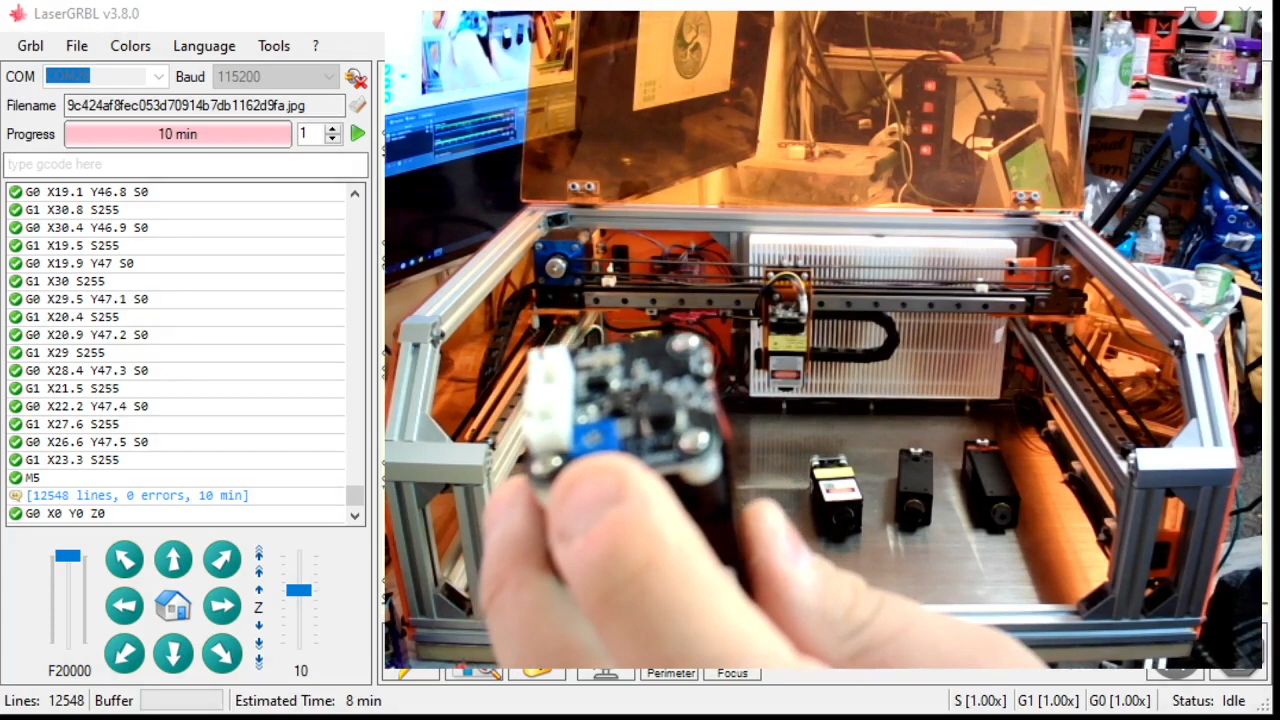 LaserGRBL v3.8.0
Grbl File Colors Language Tools ?
COM Baud 115200
Filename 9c424af8fec053d70914b7db1162d9fa.jpg
Progress 10 min 1
type gcode here
G0 X19.1 Y46.8 S0
G1 X30.8 S255
G0 X30.4 Y46.9 S0
G1 X19.5 S255
G0 X19.9 Y47 S0
G1 X30 S255
G0 X29.5 Y47.1 S0
G1 X20.4 S255
G0 X20.9 Y47.2 S0
G1 X29 S255
G0 X28.4 Y47.3 S0
G1 X21.5 S255
G0 X22.2 Y47.4 S0
G1 X27.6 S255
G0 X26.6 Y47.5 S0
G1 X23.3 S255
M5
[12548 lines, 0 errors, 10 min]
G0 X0 Y0 Z0
Z
F20000 10
Perimeter Focus
Lines: 12548 Buffer Estimated Time: 8 min S [1.00x] G1 [1.00x] G0 [1.00x] Status: Idle